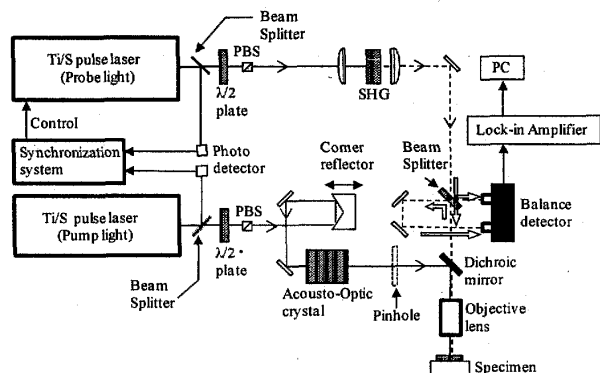 Beam
Splitter
Ti/S pulse laser
(Probe light)
PBS
λ/2
plate
SHG
PC
Control
Lock-in Amplifier
Synchronization
system
Photo
detector
Comer
reflector
Beam
Splitter
Balance
detector
Ti/S pulse laser
(Pump light)
PBS
λ/2
plate
Beam
Splitter
Acousto-Optic
crystal
Pinhole
Dichroic
mirror
Objective
lens
Specimen